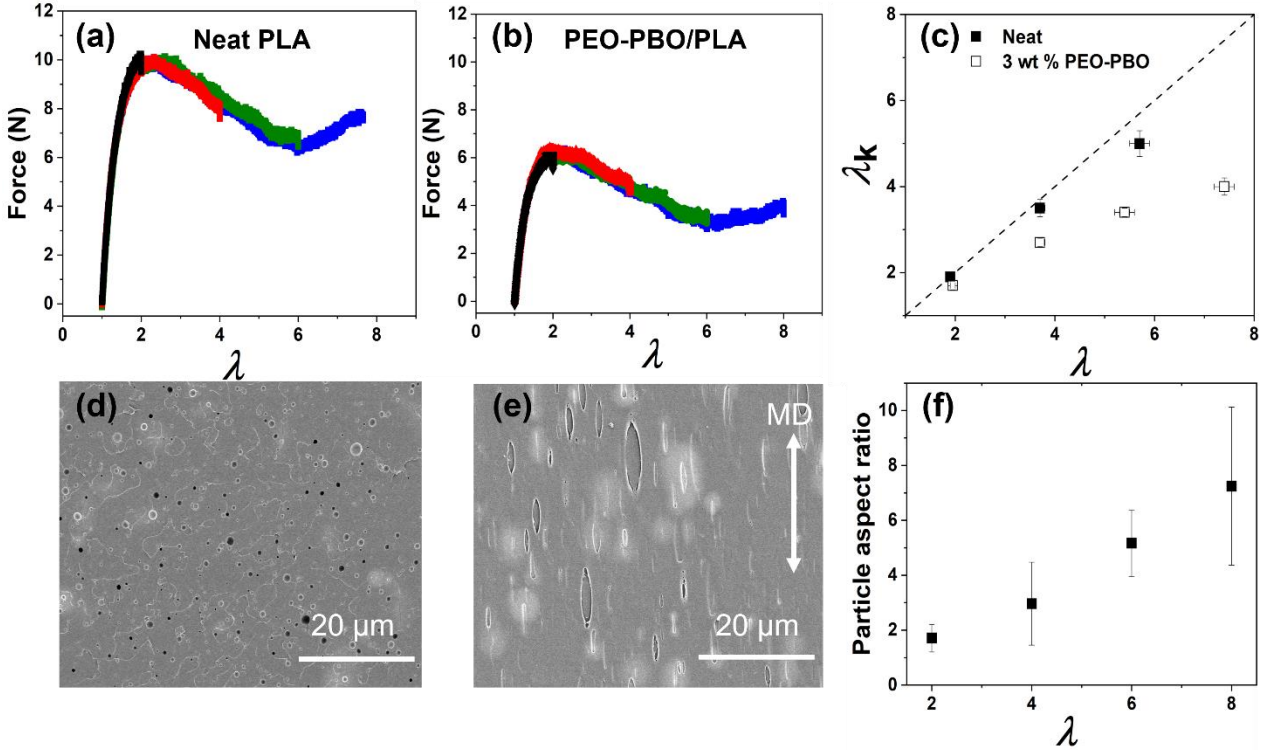 (a) Neat PLA
Force (N)
12
10
8
6
4
2
0
0 2 4 6 8
λ
(b) PEO-PBO/PLA
Force (N)
12
10
8
6
4
2
0
0 2 4 6 8
λ
(c)
Neat
3 wt % PEO-PBO
λk
8
6
4
2
2 4 6 8
λ
(d)
20 µm
(e)
MD
20 µm
(f)
Particle aspect ratio
10
8
6
4
2
0
2 4 6 8
λ